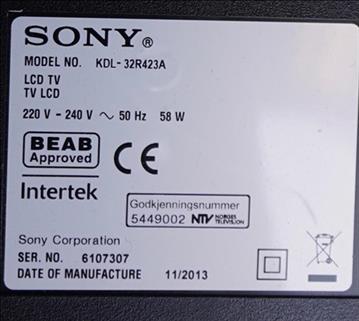 SONY®
MODEL NO. KDL-32R423A
LCD TV
TV LCD
220 V - 240 V ~ 50 Hz 58 W
BEAB
Approved
CE
Intertek
Godkjenningsnummer
5449002 NTV NORGES TELEVISJON
Sony Corporation
SER. NO. 6107307
DATE OF MANUFACTURE 11/2013